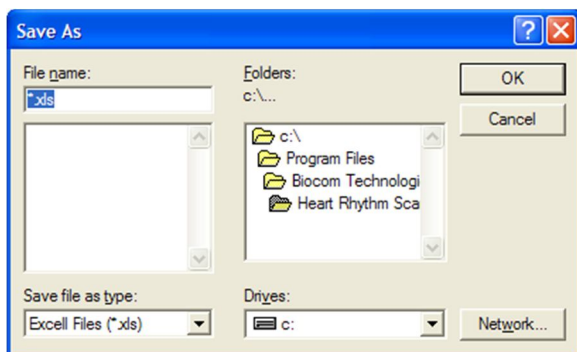 Save As
File name:
*.xls
Folders:
c:\...
OK
Cancel
c:\
Program Files
Biocom Technologi
Heart Rhythm Sca
Save file as type:
Excell Files (*.xls)
Drives:
c:
Network...